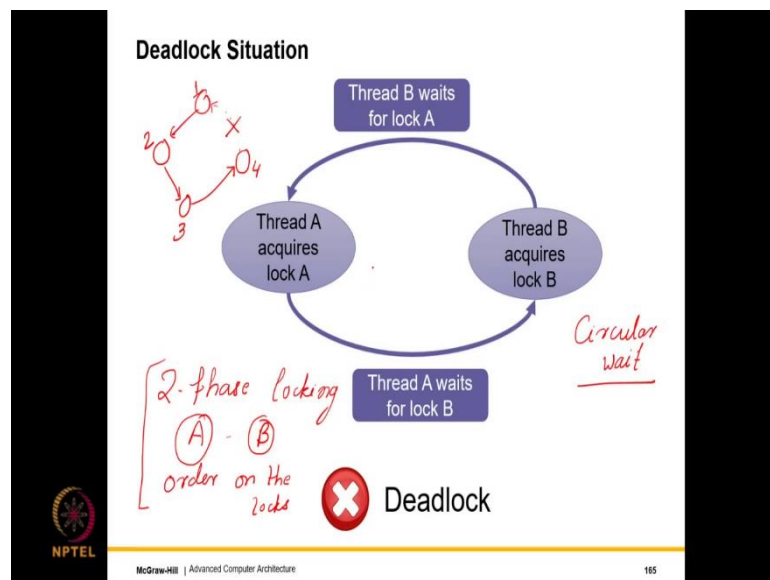 Deadlock Situation
1
2
3
4
X
Thread B waits
for lock A
Thread A
acquires
lock A
Thread B
acquires
lock B
Circular
wait
Thread A waits
for lock B
2-phase locking
A - B
order on the
locks
Deadlock
NPTEL
McGraw-Hill | Advanced Computer Architecture
165